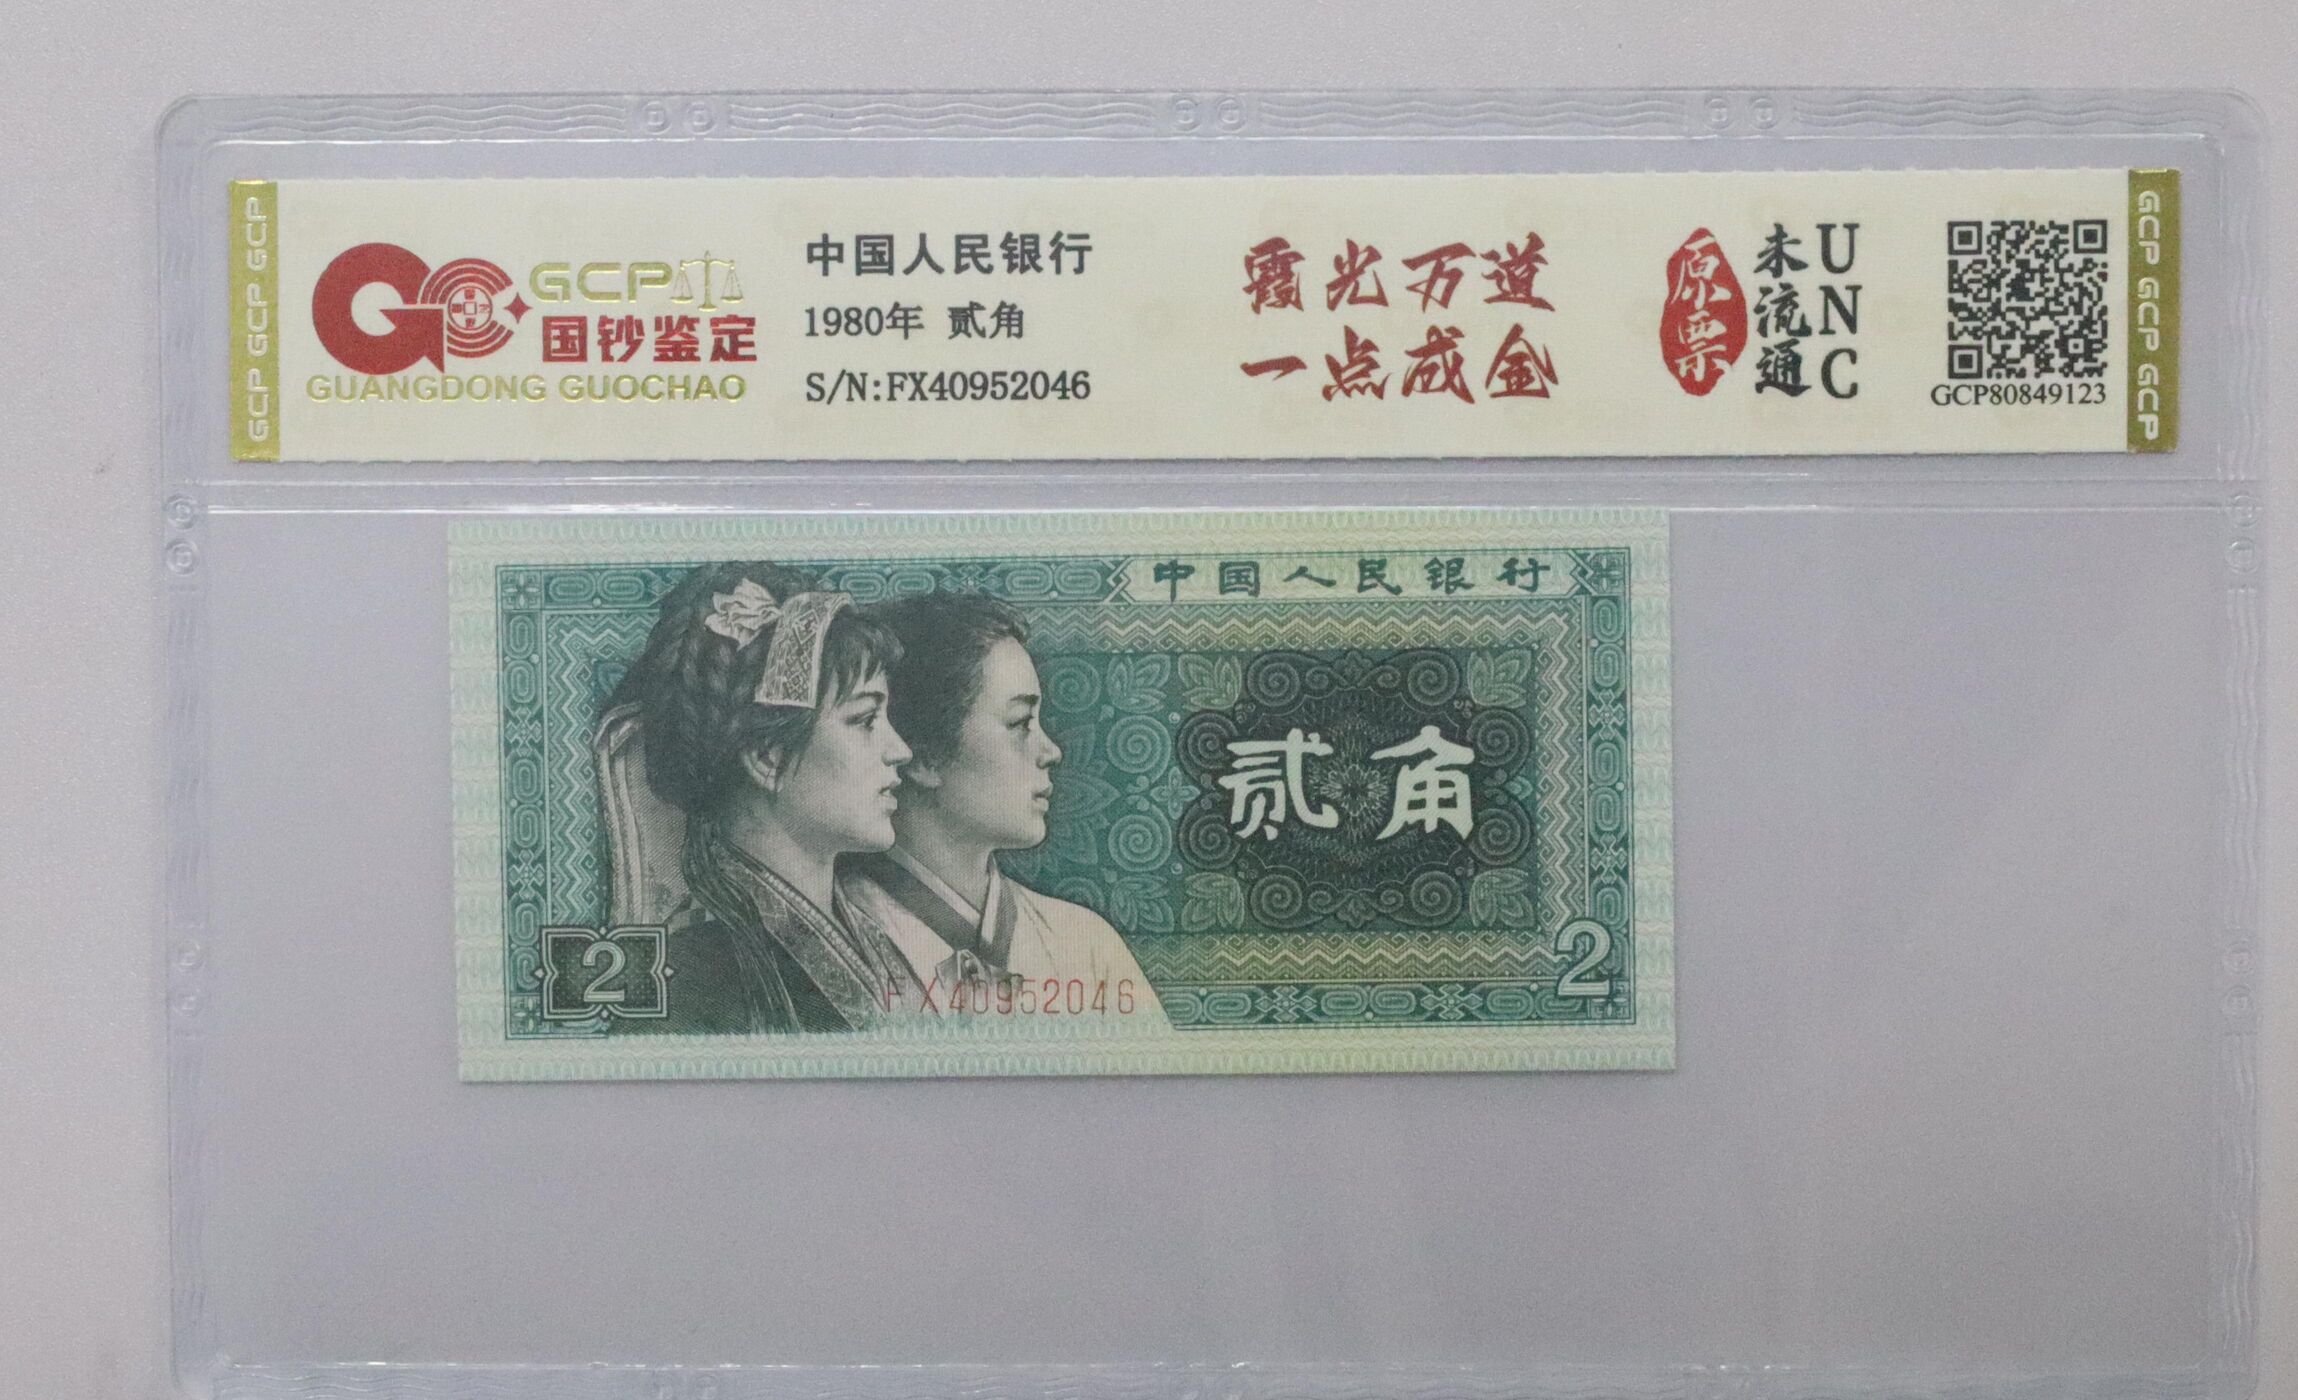 GCP GCP GCP
GCP
国钞鉴定
GUANGDONG GUOCHAO
中国人民银行
1980年 贰角
S/N:FX40952046
霞光万道
一点成金
原票
未流通
UNC
GCP80849123
GCP GCP GCP
中国人民银行
贰角
2
2
FX40952046